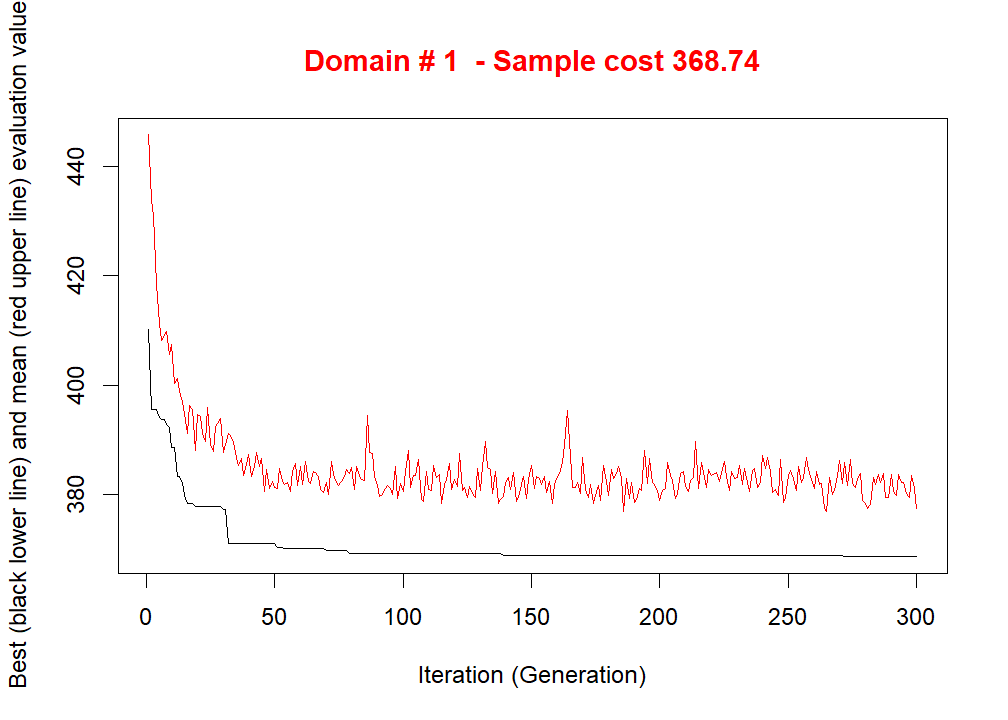 Domain # 1  - Sample cost 368.74
Best (black lower line) and mean (red upper line) evaluation value
440
420
400
380
0 50 100 150 200 250 300
Iteration (Generation)